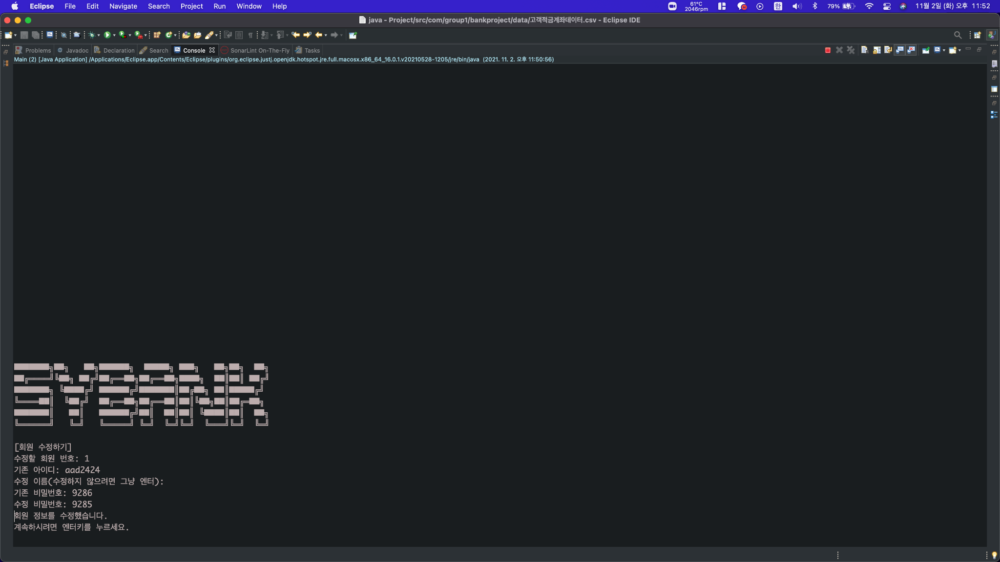 Eclipse File Edit Navigate Search Project Run Window Help 61°C 2046rpm 한 79% 11월 2일 (화) 오후 11:52
java - Project/src/com/group1/bankproject/data/고객적금계좌데이터.csv - Eclipse IDE
Problems @ Javadoc Declaration Search Console SonarLint On-The-Fly Tasks
Main (2) [Java Application] /Applications/Eclipse.app/Contents/Eclipse/plugins/org.eclipse.justj.openjdk.hotspot.jre.full.macosx.x86_64_16.0.1.v20210528-1205/jre/bin/java (2021. 11. 2. 오후 11:50:56)
SYBANK
[회원 수정하기]
수정할 회원 번호: 1
기존 아이디: aad2424
수정 이름(수정하지 않으려면 그냥 엔터):
기존 비밀번호: 9286
수정 비밀번호: 9285
회원 정보를 수정했습니다.
계속하시려면 엔터키를 누르세요.